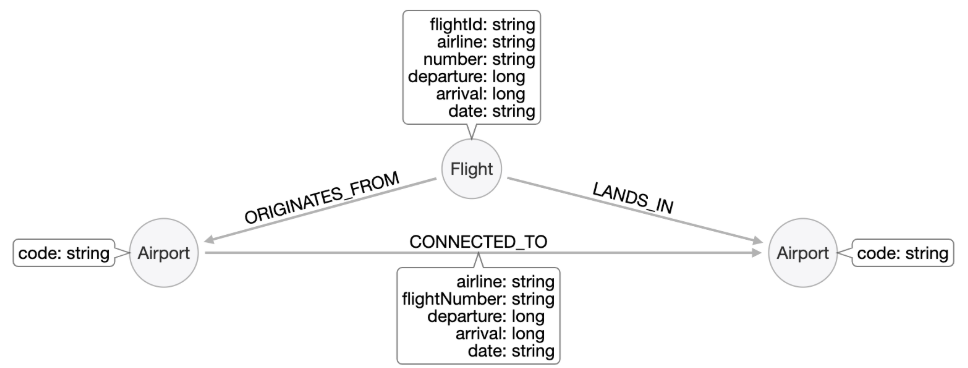 flightId: string
airline: string
number: string
departure: long
arrival: long
date: string
Flight
ORIGINATES_FROM
LANDS_IN
code: string
Airport
CONNECTED_TO
Airport
code: string
airline: string
flightNumber: string
departure: long
arrival: long
date: string